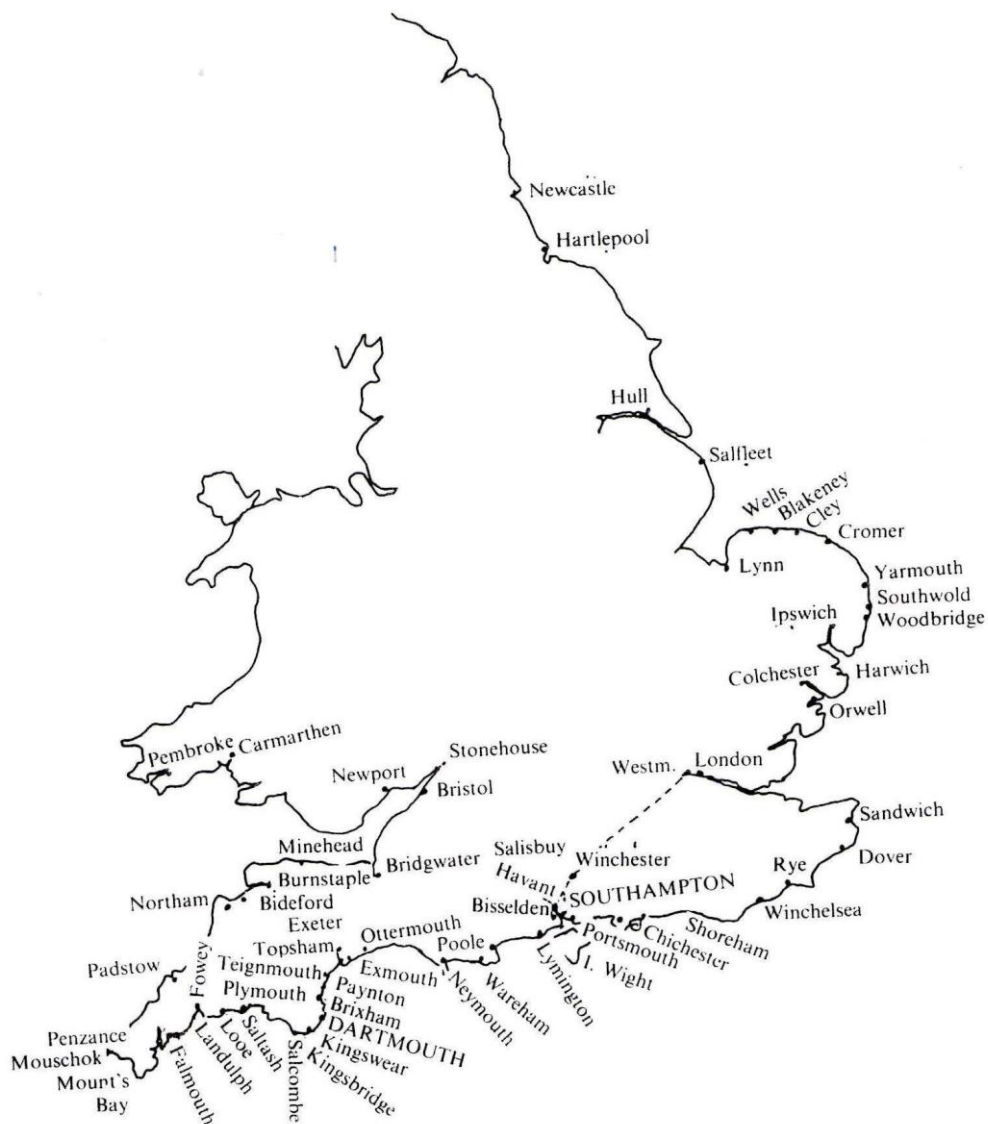 Newcastle
Hartlepool
Hull
Salfleet
Wells
Blakeney
Cley
Cromer
Lynn
Yarmouth
Southwold
Woodbridge
Ipswich
Colchester
Harwich
Orwell
Pembroke
Carmarthen
Stonehouse
Newport
Bristol
Westm.
London
Sandwich
Dover
Rye
Winchelsea
Minehead
Bridgwater
Salisbuy
Winchester
Havant
SOUTHAMPTON
Northam
Burnstaple
Bideford
Bisselden
Portsmouth
Chichester
Shoreham
Exeter
Topsham
Ottermouth
Poole
Lymington
I. Wight
Padstow
Fowey
Teignmouth
Exmouth
Neymouth
Wareham
Plymouth
Paynton
Brixham
DARTMOUTH
Kingswear
Kingsbridge
Penzance
Mouschok
Mount's
Bay
Falmouth
Landulph
Looe
Saltash
Salcombe